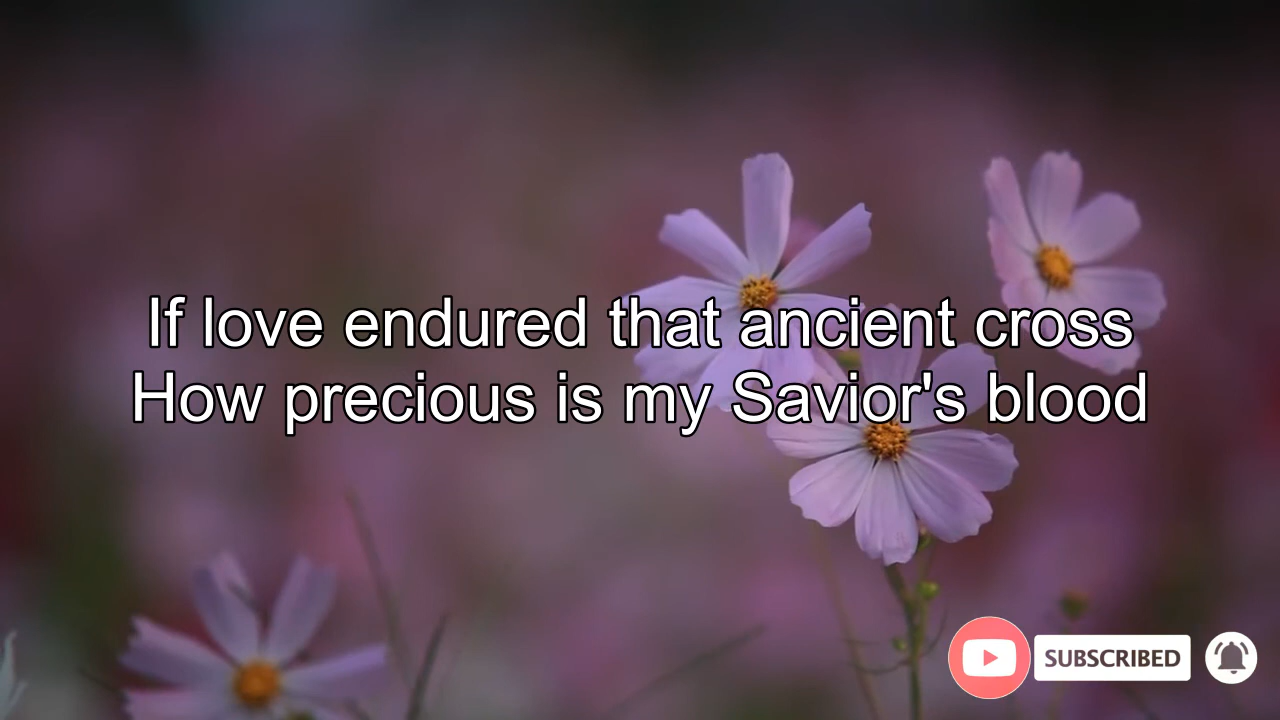 If love endured that ancient cross
How precious is my Savior's blood
SUBSCRIBED